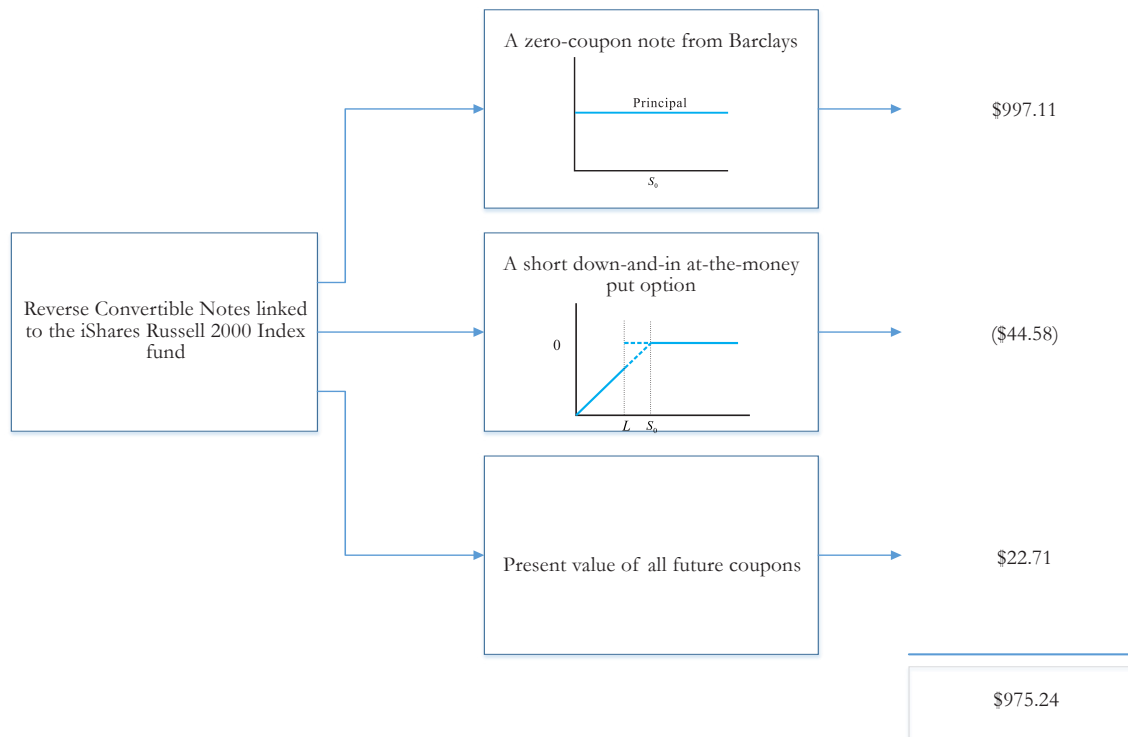 A zero-coupon note from Barclays
Principal
S₀
$997.11
Reverse Convertible Notes linked
to the iShares Russell 2000 Index
fund
A short down-and-in at-the-money
put option
0
L S₀
($44.58)
Present value of all future coupons
$22.71
$975.24